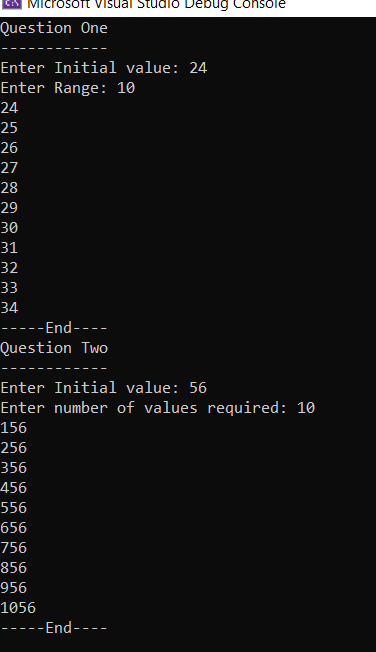 Microsoft Visual Studio Debug Console
Question One
------------
Enter Initial value: 24
Enter Range: 10
24
25
26
27
28
29
30
31
32
33
34
-----End----
Question Two
------------
Enter Initial value: 56
Enter number of values required: 10
156
256
356
456
556
656
756
856
956
1056
-----End----